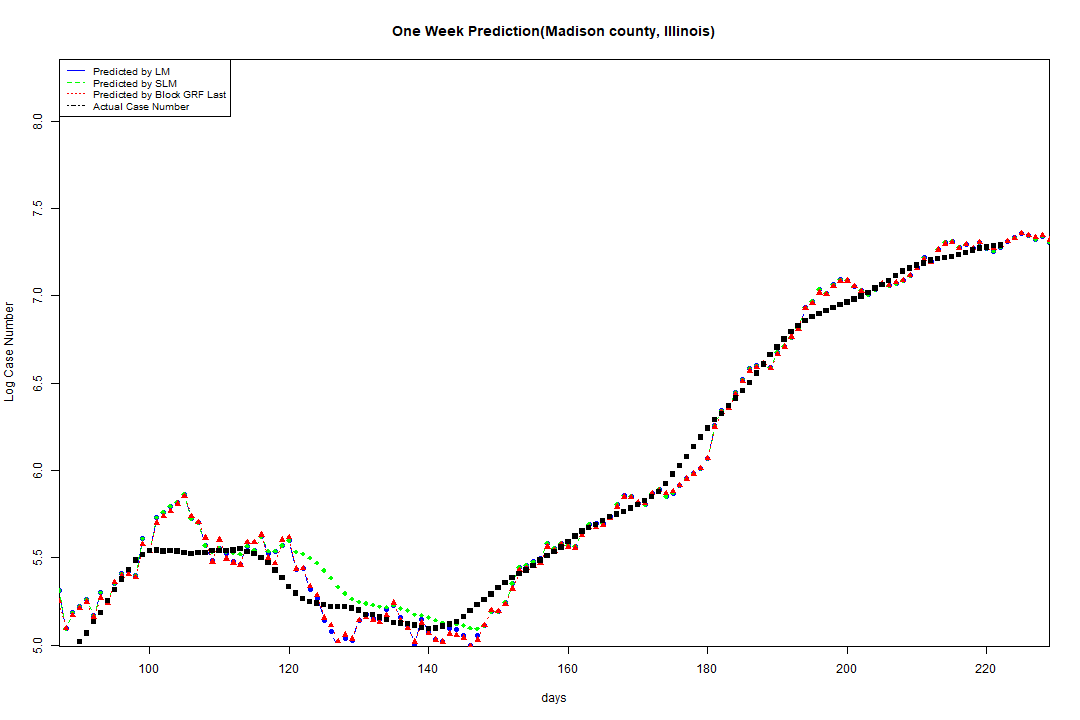 One Week Prediction(Madison county, Illinois)
Predicted by LM
Predicted by SLM
Predicted by Block GRF Last
Actual Case Number
8.0
7.5
7.0
6.5
6.0
5.5
5.0
Log Case Number
100 120 140 160 180 200 220
days